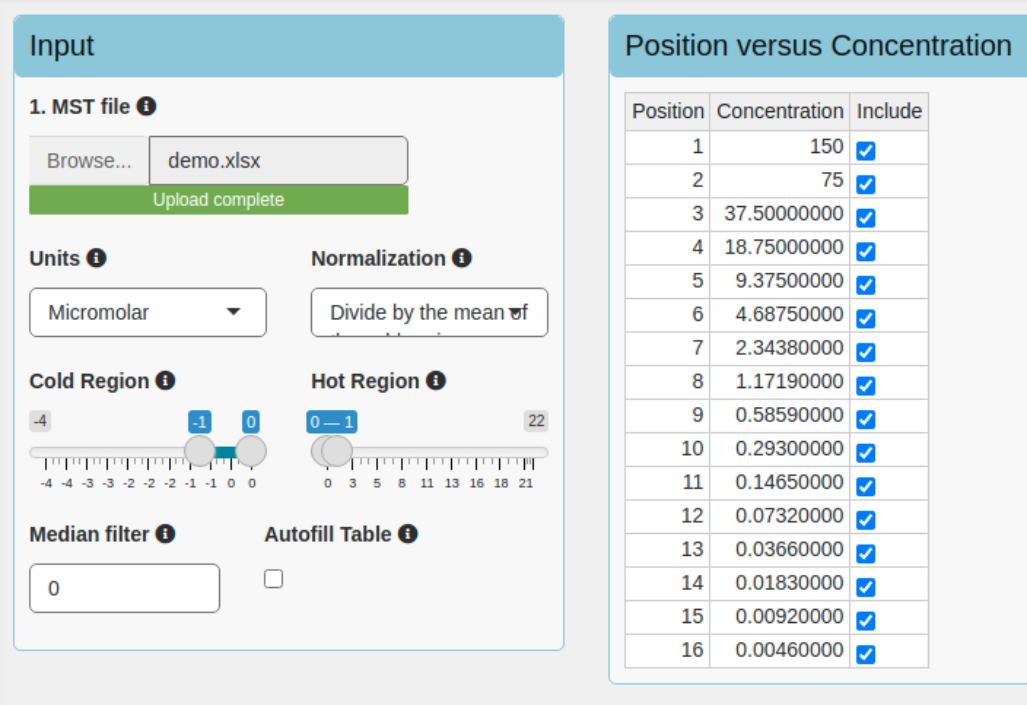 Input
1. MST file
Browse... demo.xlsx
Upload complete
Units Normalization
Micromolar Divide by the mean of
Cold Region Hot Region
-4 -1 0 0 — 1 22
-4 -4 -3 -3 -2 -2 -2 -1 -1 0 0 0 3 5 8 11 13 16 18 21
Median filter Autofill Table
0
Position versus Concentration
Position Concentration Include
1 150
2 75
3 37.50000000
4 18.75000000
5 9.37500000
6 4.68750000
7 2.34380000
8 1.17190000
9 0.58590000
10 0.29300000
11 0.14650000
12 0.07320000
13 0.03660000
14 0.01830000
15 0.00920000
16 0.00460000